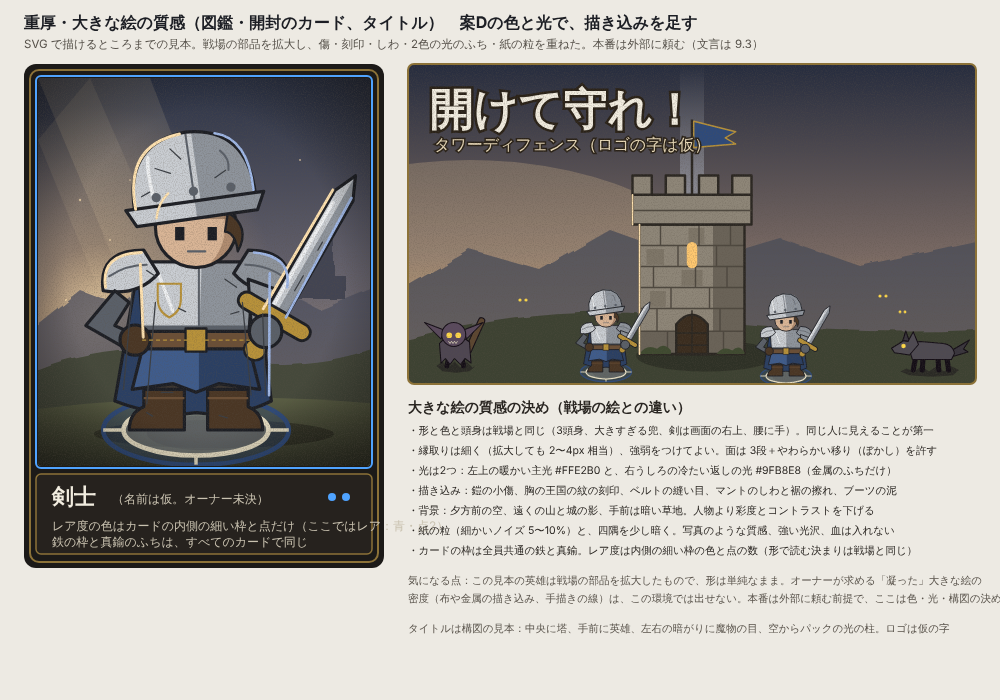 重厚・大きな絵の質感（図鑑・開封のカード、タイトル）　案Dの色と光で、描き込みを足す
SVG で描けるところまでの見本。戦場の部品を拡大し、傷・刻印・しわ・2色の光のふち・紙の粒を重ねた。本番は外部に頼む（文言は 9.3）
開けて守れ！
タワーディフェンス（ロゴの字は仮）
剣士　（名前は仮。オーナー未決）
レア度の色はカードの内側の細い枠と点だけ（ここではレア：青・点2）
鉄の枠と真鍮のふちは、すべてのカードで同じ
大きな絵の質感の決め（戦場の絵との違い）
・形と色と頭身は戦場と同じ（3頭身、大きすぎる兜、剣は画面の右上、腰に手）。同じ人に見えることが第一
・縁取りは細く（拡大しても 2〜4px 相当）、強弱をつけてよい。面は 3段＋やわらかい移り（ぼかし）を許す
・光は2つ：左上の暖かい主光 #FFE2B0 と、右うしろの冷たい返しの光 #9FB8E8（金属のふちだけ）
・描き込み：鎧の小傷、胸の王国の紋の刻印、ベルトの縫い目、マントのしわと裾の擦れ、ブーツの泥
・背景：夕方前の空、遠くの山と城の影、手前は暗い草地。人物より彩度とコントラストを下げる
・紙の粒（細かいノイズ 5〜10%）と、四隅を少し暗く。写真のような質感、強い光沢、血は入れない
・カードの枠は全員共通の鉄と真鍮。レア度は内側の細い枠の色と点の数（形で読む決まりは戦場と同じ）
気になる点：この見本の英雄は戦場の部品を拡大したもので、形は単純なまま。オーナーが求める「凝った」大きな絵の
密度（布や金属の描き込み、手描きの線）は、この環境では出せない。本番は外部に頼む前提で、ここは色・光・構図の決め
タイトルは構図の見本：中央に塔、手前に英雄、左右の暗がりに魔物の目、空からパックの光の柱。ロゴは仮の字